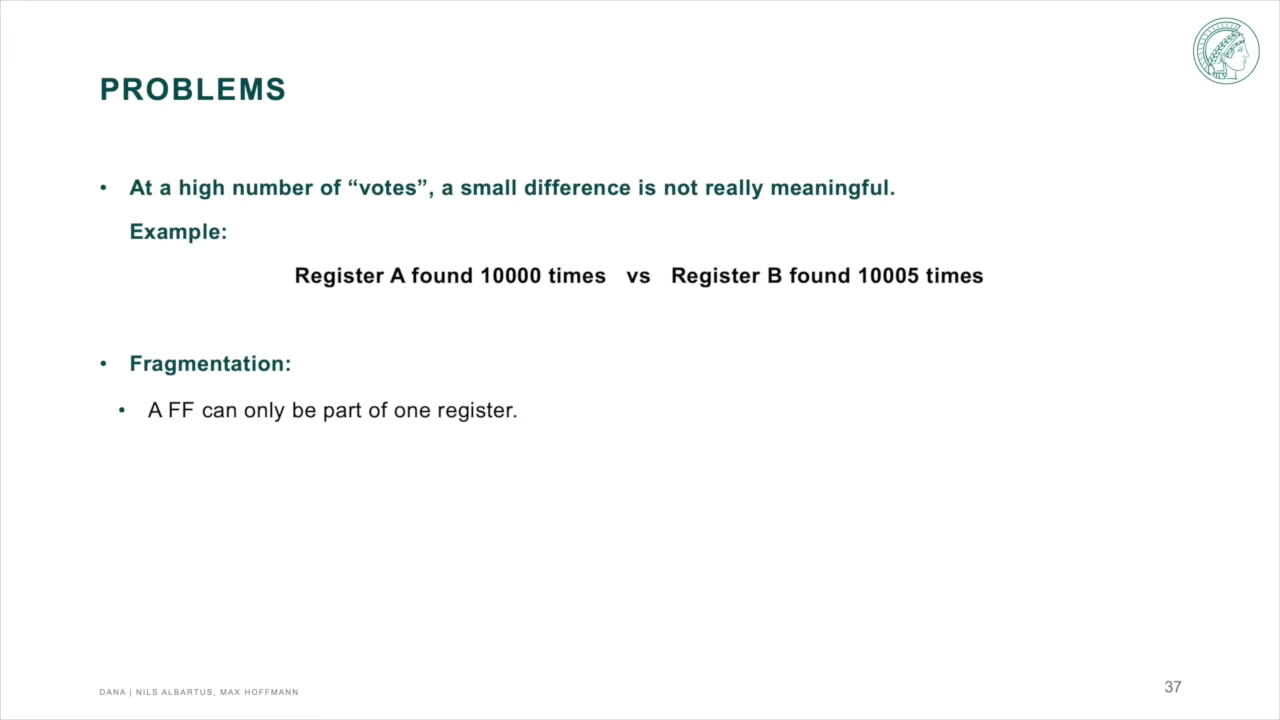 PROBLEMS
• At a high number of “votes”, a small difference is not really meaningful.
Example:
Register A found 10000 times vs Register B found 10005 times
• Fragmentation:
• A FF can only be part of one register.
DANA | NILS ALBARTUS, MAX HOFFMANN
37